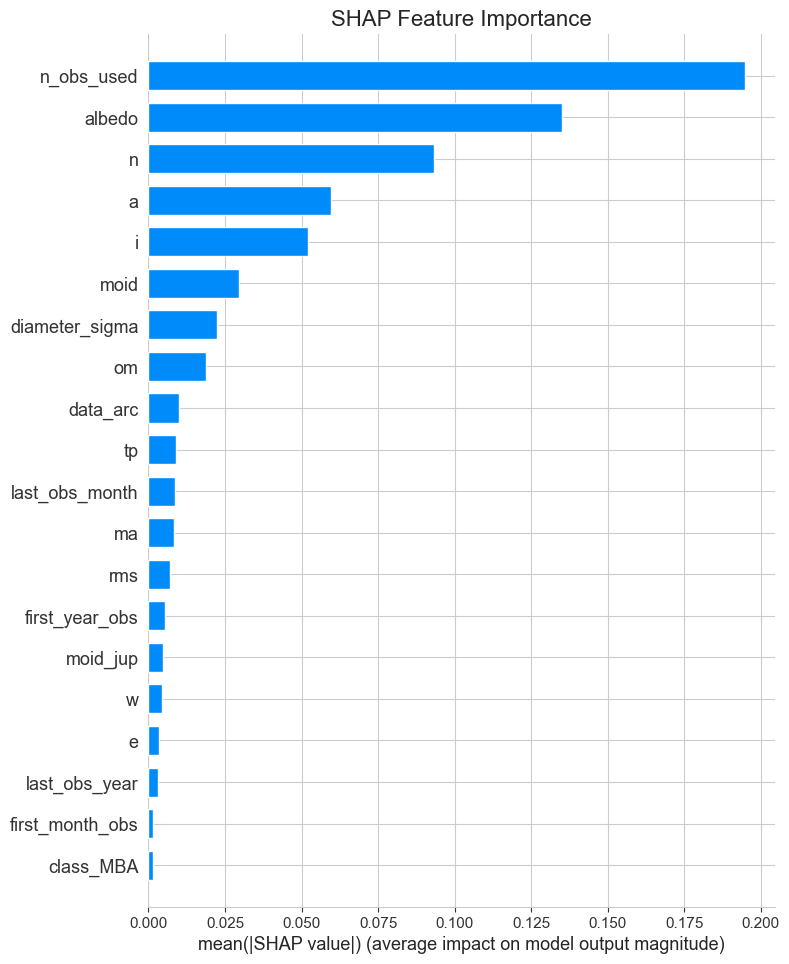 SHAP Feature Importance
n_obs_used
albedo
n
a
i
moid
diameter_sigma
om
data_arc
tp
last_obs_month
ma
rms
first_year_obs
moid_jup
w
e
last_obs_year
first_month_obs
class_MBA
0.000 0.025 0.050 0.075 0.100 0.125 0.150 0.175 0.200
mean(|SHAP value|) (average impact on model output magnitude)